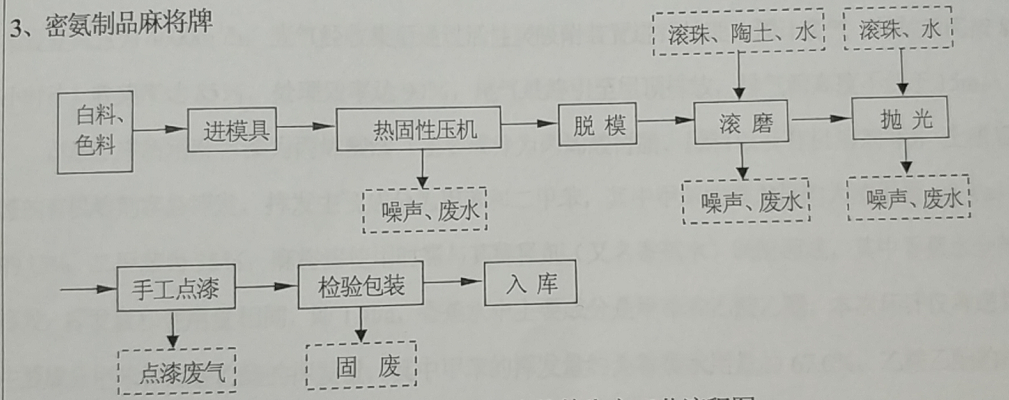 3、密氨制品麻将牌
滚珠、陶土、水
滚珠、水
白料、
色料
进模具
热固性压机
脱模
滚磨
抛光
噪声、废水
噪声、废水
噪声、废水
手工点漆
检验包装
入库
点漆废气
固废